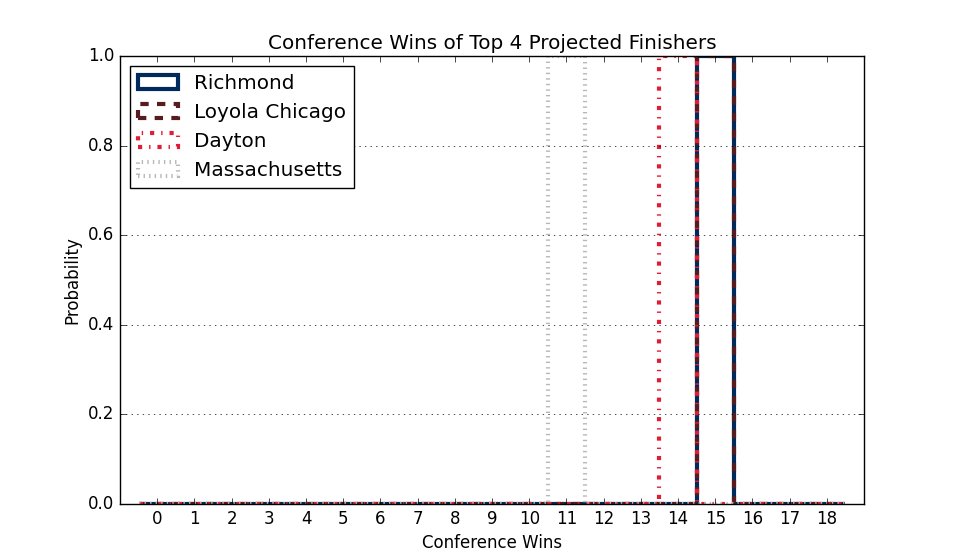 Conference Wins of Top 4 Projected Finishers
1.0
0.8
0.6
0.4
0.2
0.0
Probability
Richmond
Loyola Chicago
Dayton
Massachusetts
0 1 2 3 4 5 6 7 8 9 10 11 12 13 14 15 16 17 18
Conference Wins